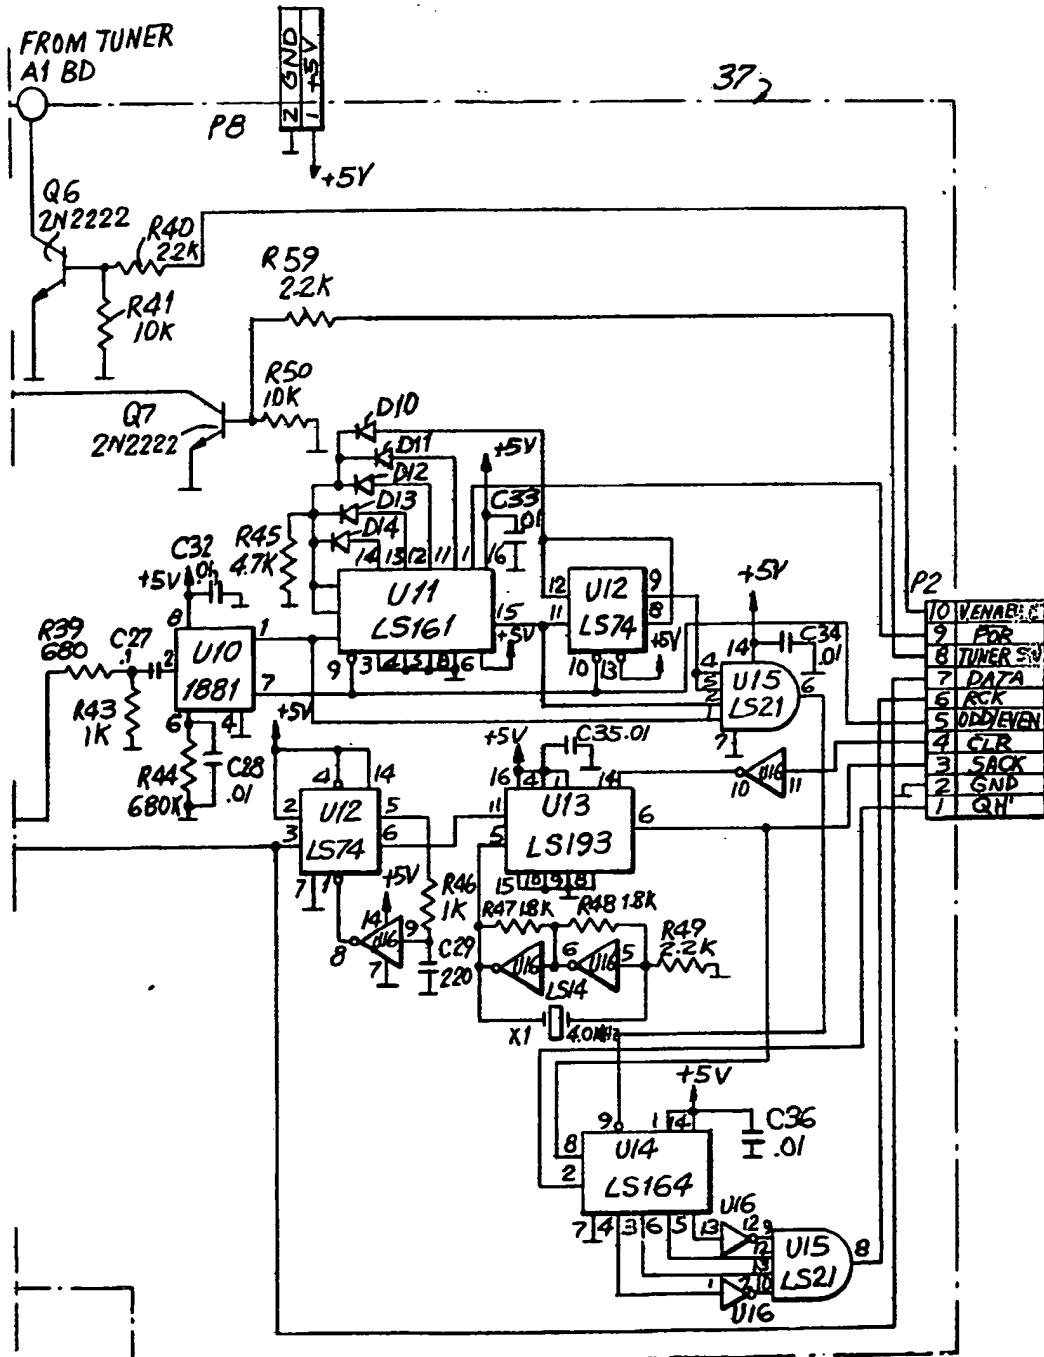 FROM TUNER
A1 BD
P8
2 GND
1 +5V
+5V
37
Q6
2N2222
R40
2.2K
R41
10K
R59
2.2K
R50
10K
Q7
2N2222
D10
D11
D12
D13
D14
+5V
C33
.01
R45
4.7K
14 13 12 11 1 16
U11
LS161
15
+5V
9 3 4 5 8 6
12
11
U12
LS74
9
8
10 13
+5V
+5V
14
C34
.01
4
5
2
1
U15
LS21
6
7
P2
10 V.ENABLE
9 POR
8 TUNER SW
7 DATA
6 RCK
5 ODD/EVEN
4 CLR
3 SACK
2 GND
1 QH'
C32
+5V
8
R39
680
C27
.1
2
U10
1881
1
7
6 4
R43
1K
R44
680K
C28
.01
+5V
4 14
2
3
U12
LS74
5
6
7 1
+5V
14
U16
8 9
7
R46
1K
C29
220
+5V
C35 .01
16 4 1 14
11
5
U13
LS193
6
15 10 9 8
10 U16 11
R47 1.8K
R48 1.8K
R49
2.2K
U16
6
U16
5
LS14
X1
4.0MHz
+5V
C36
.01
9 1 14
8
2
U14
LS164
7 4 3 6 5 13
U16
12
9
12
13
10
U15
LS21
8
1 2
U16